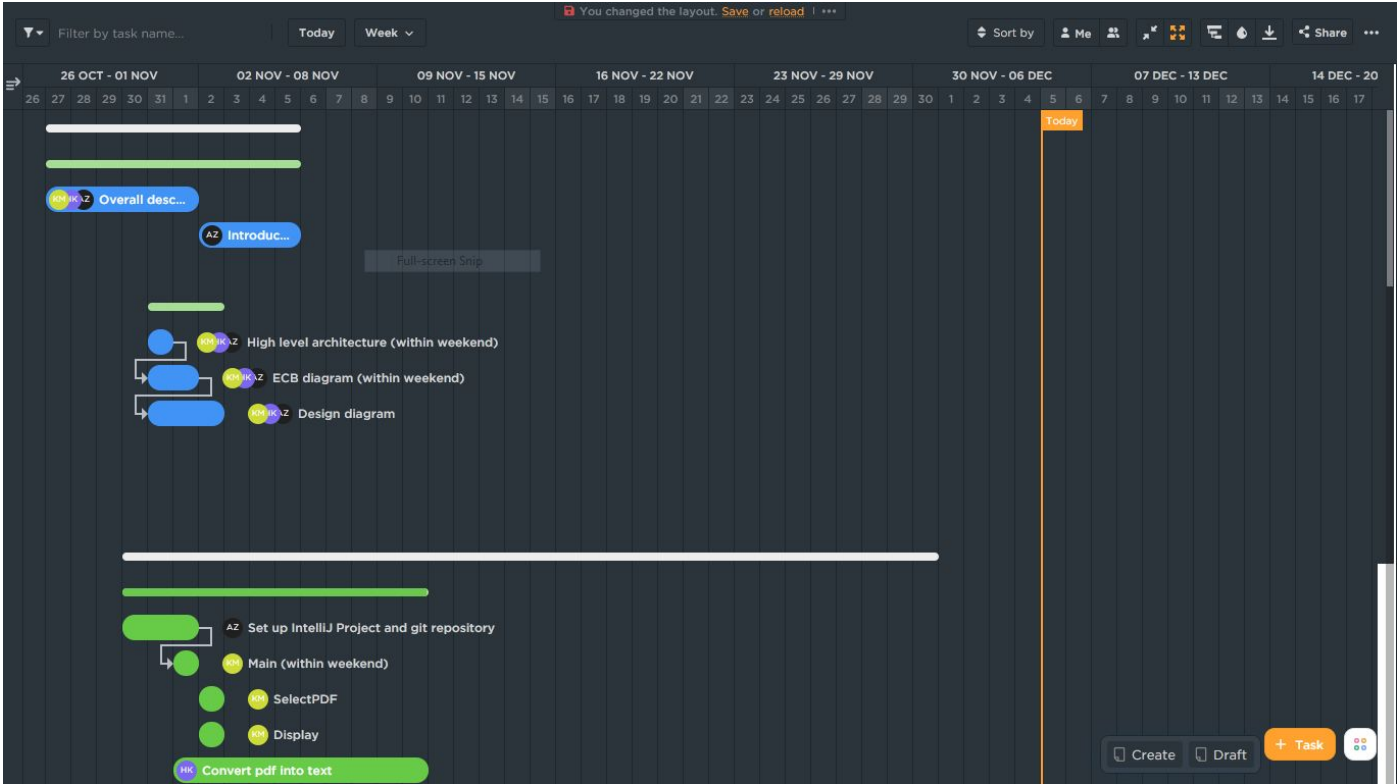 You changed the layout. Save or reload
Filter by task name... Today Week Sort by Me Share
26 OCT - 01 NOV 02 NOV - 08 NOV 09 NOV - 15 NOV 16 NOV - 22 NOV 23 NOV - 29 NOV 30 NOV - 06 DEC 07 DEC - 13 DEC 14 DEC - 20
26 27 28 29 30 31 1 2 3 4 5 6 7 8 9 10 11 12 13 14 15 16 17 18 19 20 21 22 23 24 25 26 27 28 29 30 1 2 3 4 5 6 7 8 9 10 11 12 13 14 15 16 17
Today
KM AZ Overall desc...
AZ Introduc...
Full-screen Snip
KM AZ High level architecture (within weekend)
KM AZ ECB diagram (within weekend)
KM AZ Design diagram
AZ Set up IntelliJ Project and git repository
KM Main (within weekend)
KM SelectPDF
KM Display
Create Draft + Task
HK Convert pdf into text